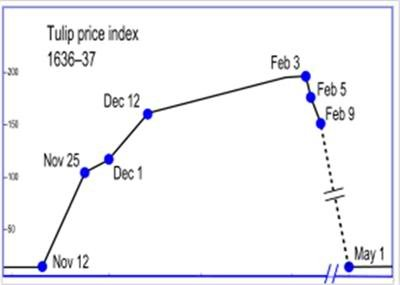 Tulip price index
1636–37
200
150
100
50
Nov 12
Nov 25
Dec 1
Dec 12
Feb 3
Feb 5
Feb 9
May 1